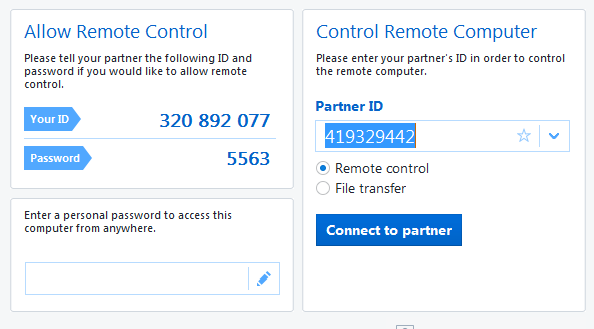 Allow Remote Control
Please tell your partner the following ID and
password if you would like to allow remote
control.
Your ID
320 892 077
Password
5563
Enter a personal password to access this
computer from anywhere.
Control Remote Computer
Please enter your partner's ID in order to control
the remote computer.
Partner ID
419329442
Remote control
File transfer
Connect to partner